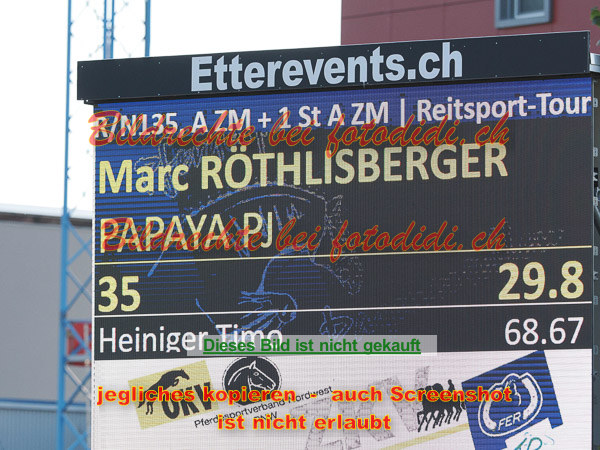 Etterevents.ch
R/N135, A ZM + 1 St A ZM | Reitsport-Tour
Bildrechte bei fotodidi.ch
Marc RÖTHLISBERGER
PAPAYA PJ
Bildrechte bei fotodidi.ch
35 29.8
Heiniger Timo 68.67
Dieses Bild ist nicht gekauft
jegliches kopieren - auch Screenshot
ist nicht erlaubt
OKV
Pferdesportverband Nordwest
FER